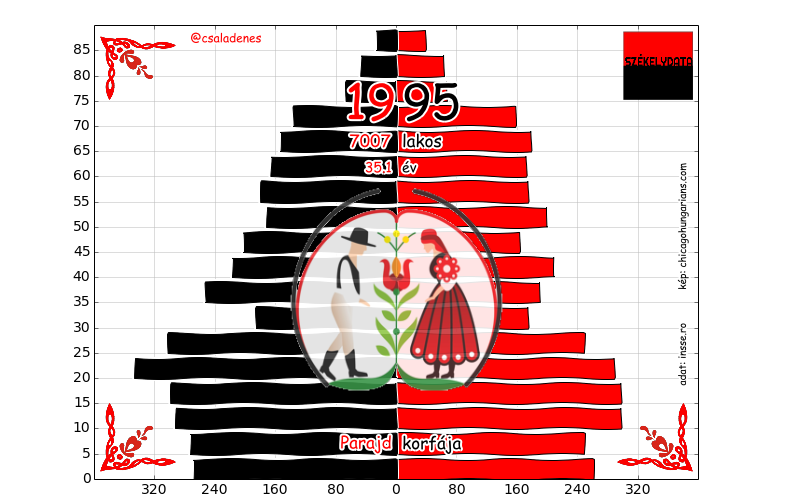 @csaladenes
SZÉKELYDATA
1995
7007 lakos
35.1 év
kép: chicagohungarians.com
adat: insse.ro
Parajd korfája
85
80
75
70
65
60
55
50
45
40
35
30
25
20
15
10
5
0
320 240 160 80 0 80 160 240 320